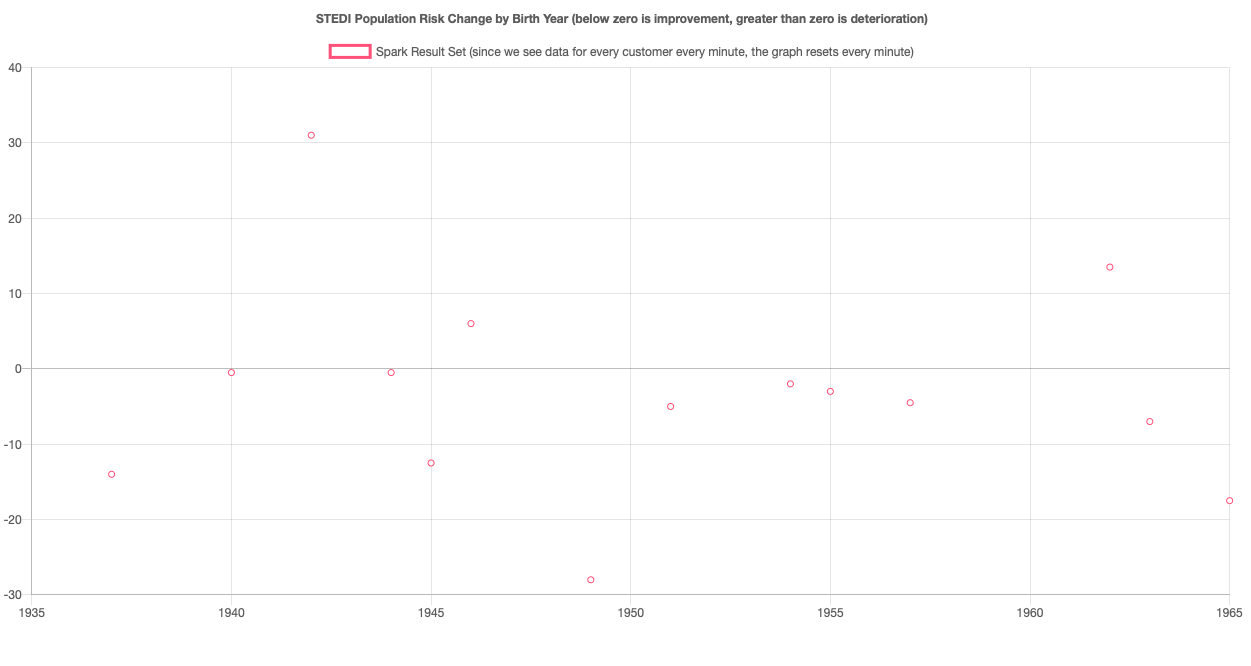 STEDI Population Risk Change by Birth Year (below zero is improvement, greater than zero is deterioration)
Spark Result Set (since we see data for every customer every minute, the graph resets every minute)
40
30
20
10
0
-10
-20
-30
1935 1940 1945 1950 1955 1960 1965